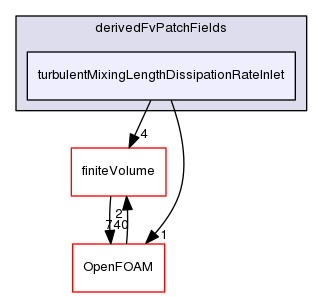 derivedFvPatchFields
turbulentMixingLengthDissipationRateInlet
4
finiteVolume
2
740
1
OpenFOAM